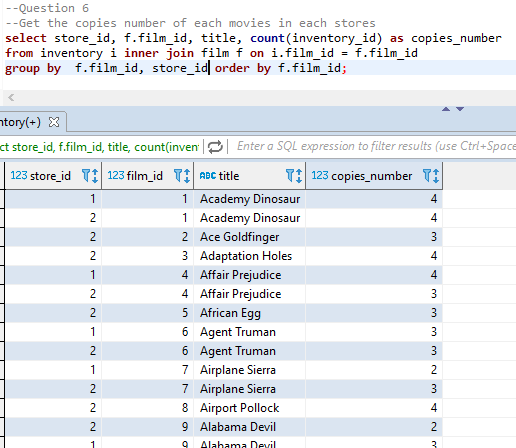 --Question 6
--Get the copies number of each movies in each stores
select store_id, f.film_id, title, count(inventory_id) as copies_number
from inventory i inner join film f on i.film_id = f.film_id
group by  f.film_id, store_id order by f.film_id;
ntory(+)
ct store_id, f.film_id, title, count(inven Enter a SQL expression to filter results (use Ctrl+Space
123 store_id 123 film_id ABC title 123 copies_number
1 1 Academy Dinosaur 4
2 1 Academy Dinosaur 4
2 2 Ace Goldfinger 3
2 3 Adaptation Holes 4
1 4 Affair Prejudice 4
2 4 Affair Prejudice 3
2 5 African Egg 3
1 6 Agent Truman 3
2 6 Agent Truman 3
1 7 Airplane Sierra 2
2 7 Airplane Sierra 3
2 8 Airport Pollock 4
2 9 Alabama Devil 2
1 9 Alabama Devil 3